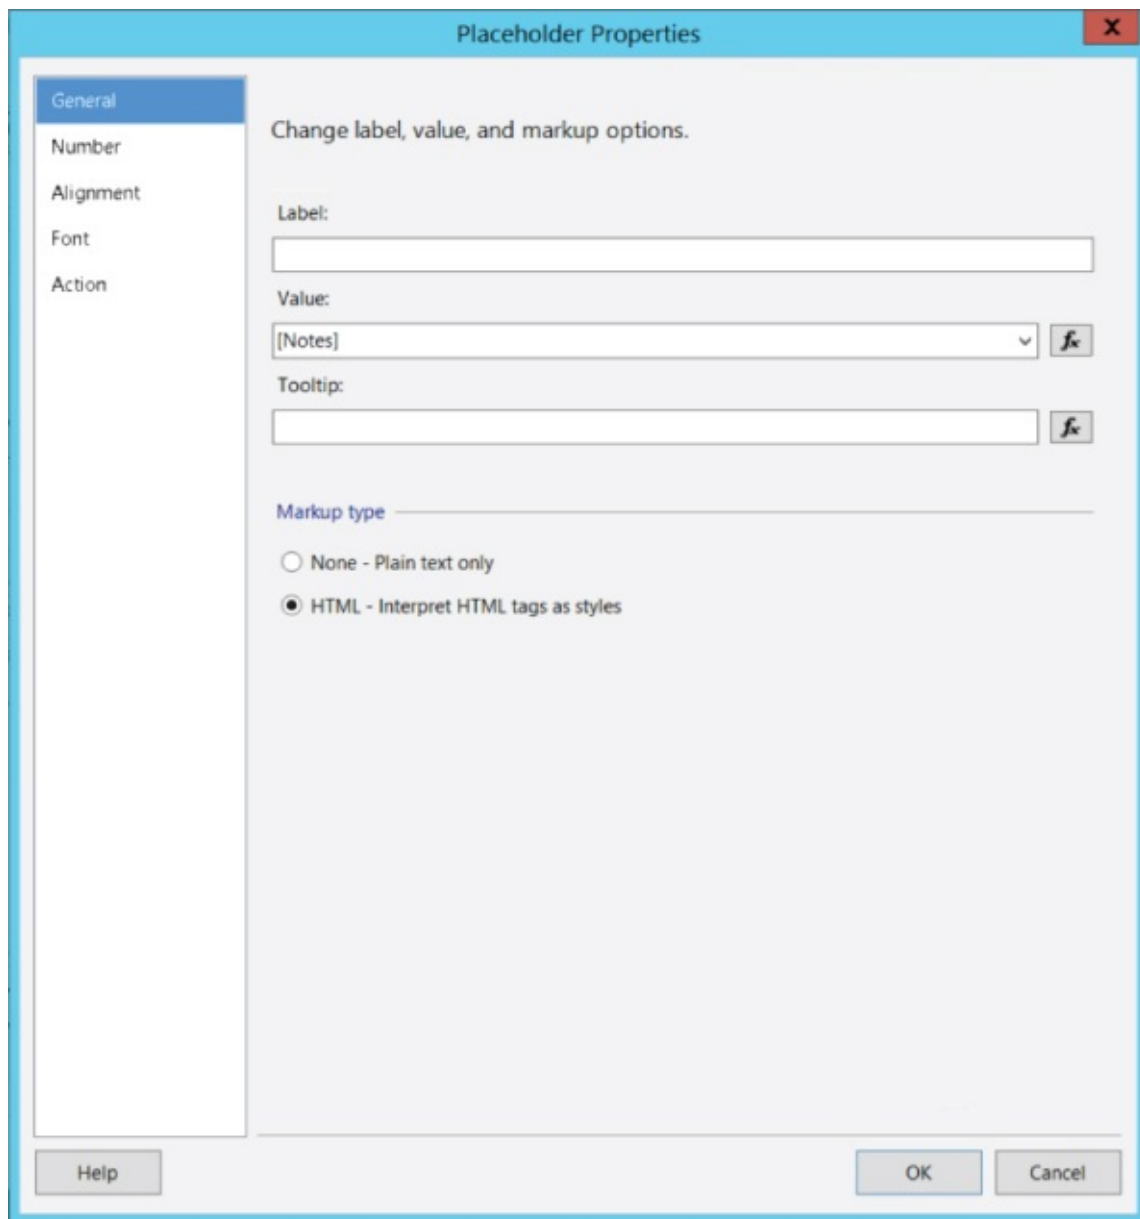 Placeholder Properties
X
General
Number
Alignment
Font
Action
Change label, value, and markup options.
Label:
Value:
[Notes]
fx
Tooltip:
fx
Markup type
None - Plain text only
HTML - Interpret HTML tags as styles
Help
OK
Cancel